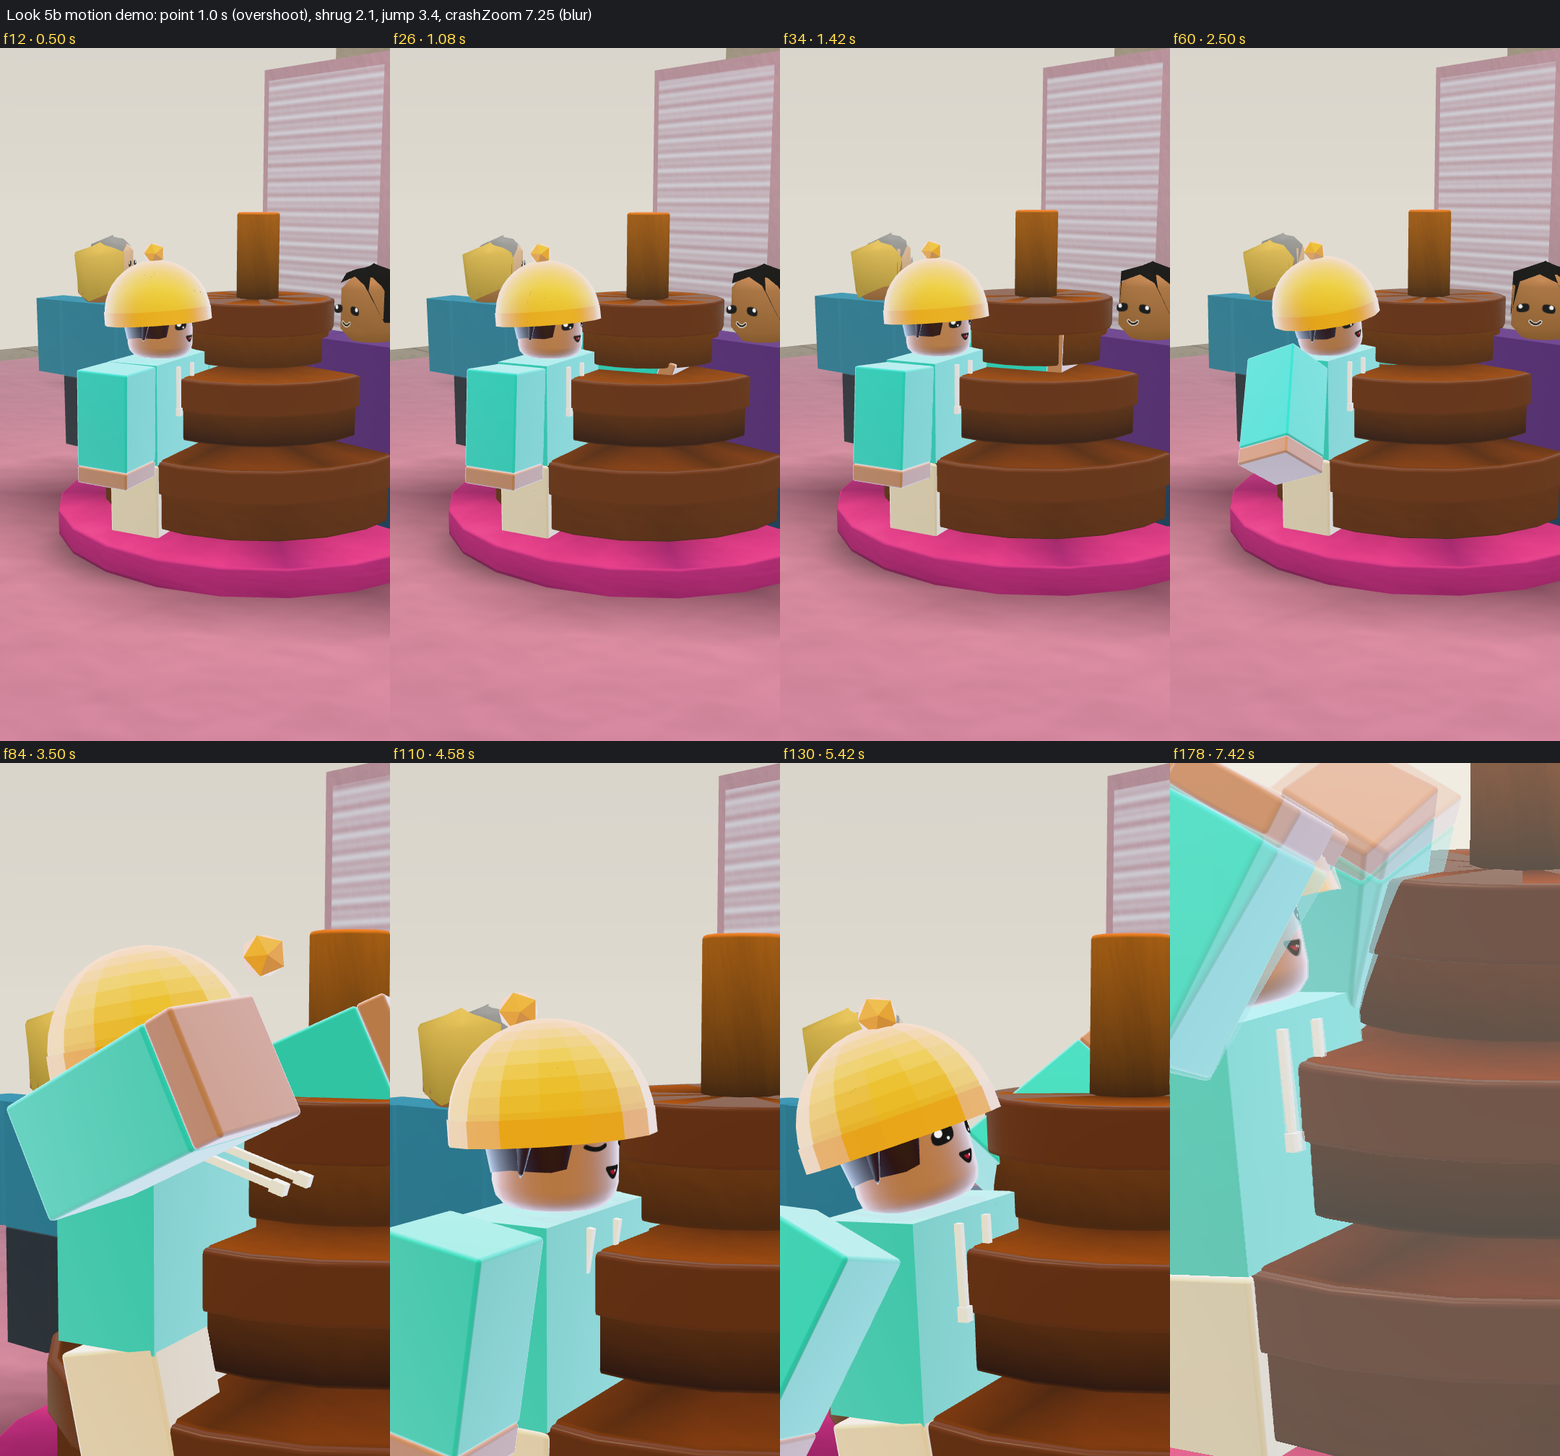 Look 5b motion demo: point 1.0 s (overshoot), shrug 2.1, jump 3.4, crashZoom 7.25 (blur)
f12 · 0.50 s
f26 · 1.08 s
f34 · 1.42 s
f60 · 2.50 s
f84 · 3.50 s
f110 · 4.58 s
f130 · 5.42 s
f178 · 7.42 s